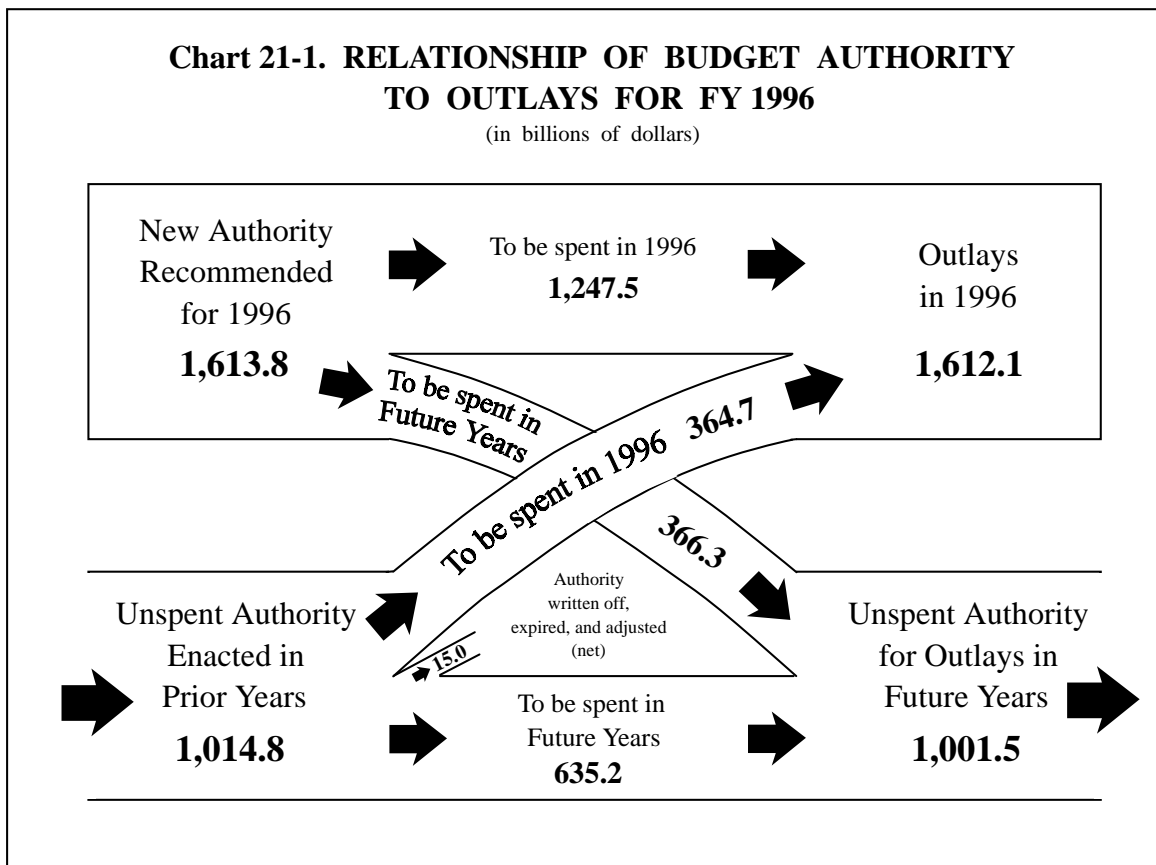 Chart 21-1. RELATIONSHIP OF BUDGET AUTHORITY
TO OUTLAYS FOR FY 1996
(in billions of dollars)
New Authority
Recommended
for 1996
1,613.8
To be spent in 1996
1,247.5
Outlays
in 1996
1,612.1
To be spent in
Future Years
To be spent in 1996 364.7
366.3
Authority
written off,
expired, and adjusted
(net)
15.0
Unspent Authority
Enacted in
Prior Years
1,014.8
To be spent in
Future Years
635.2
Unspent Authority
for Outlays in
Future Years
1,001.5